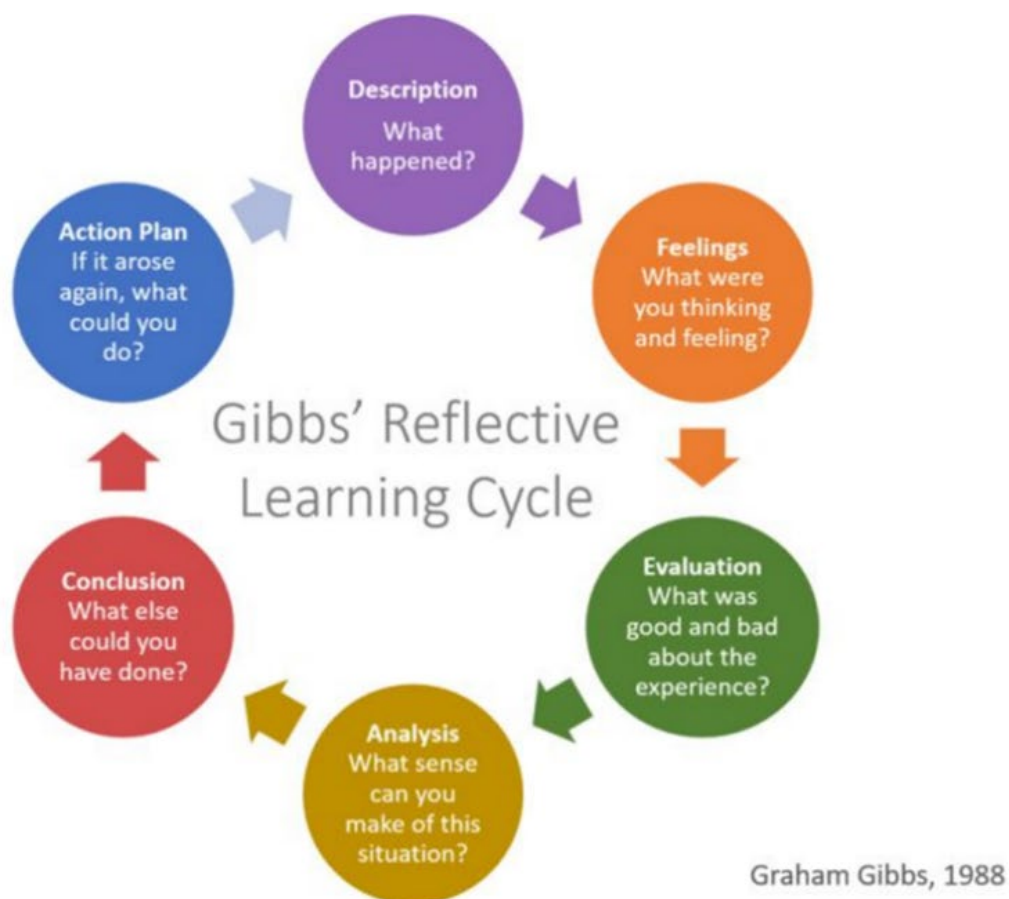 Description
What
happened?
Feelings
What were
you thinking
and feeling?
Evaluation
What was
good and bad
about the
experience?
Analysis
What sense
can you
make of this
situation?
Conclusion
What else
could you
have done?
Action Plan
If it arose
again, what
could you
do?
Gibbs’ Reflective
Learning Cycle
Graham Gibbs, 1988